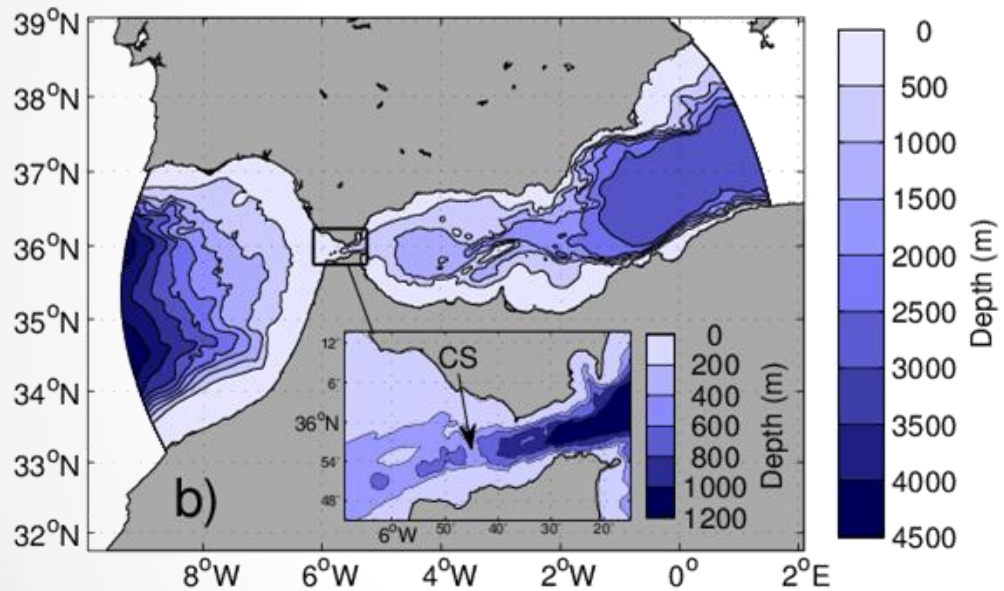 39°N
38°N
37°N
36°N
35°N
34°N
33°N
32°N
8°W 6°W 4°W 2°W 0° 2°E
b)
CS
12'
6'
36°N
54'
48'
6°W 50' 40' 30' 20'
0
200
400
600
800
1000
1200
Depth (m)
0
500
1000
1500
2000
2500
3000
3500
4000
4500
Depth (m)